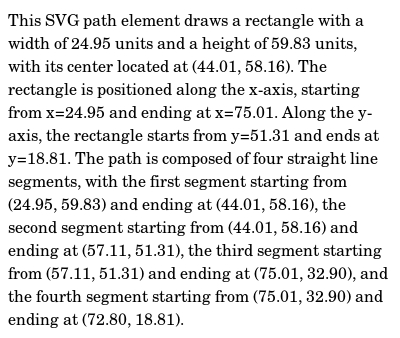 This SVG path element draws a rectangle with a
width of 24.95 units and a height of 59.83 units,
with its center located at (44.01, 58.16). The
rectangle is positioned along the x-axis, starting
from x=24.95 and ending at x=75.01. Along the y-
axis, the rectangle starts from y=51.31 and ends at
y=18.81. The path is composed of four straight line
segments, with the first segment starting from
(24.95, 59.83) and ending at (44.01, 58.16), the
second segment starting from (44.01, 58.16) and
ending at (57.11, 51.31), the third segment starting
from (57.11, 51.31) and ending at (75.01, 32.90), and
the fourth segment starting from (75.01, 32.90) and
ending at (72.80, 18.81).